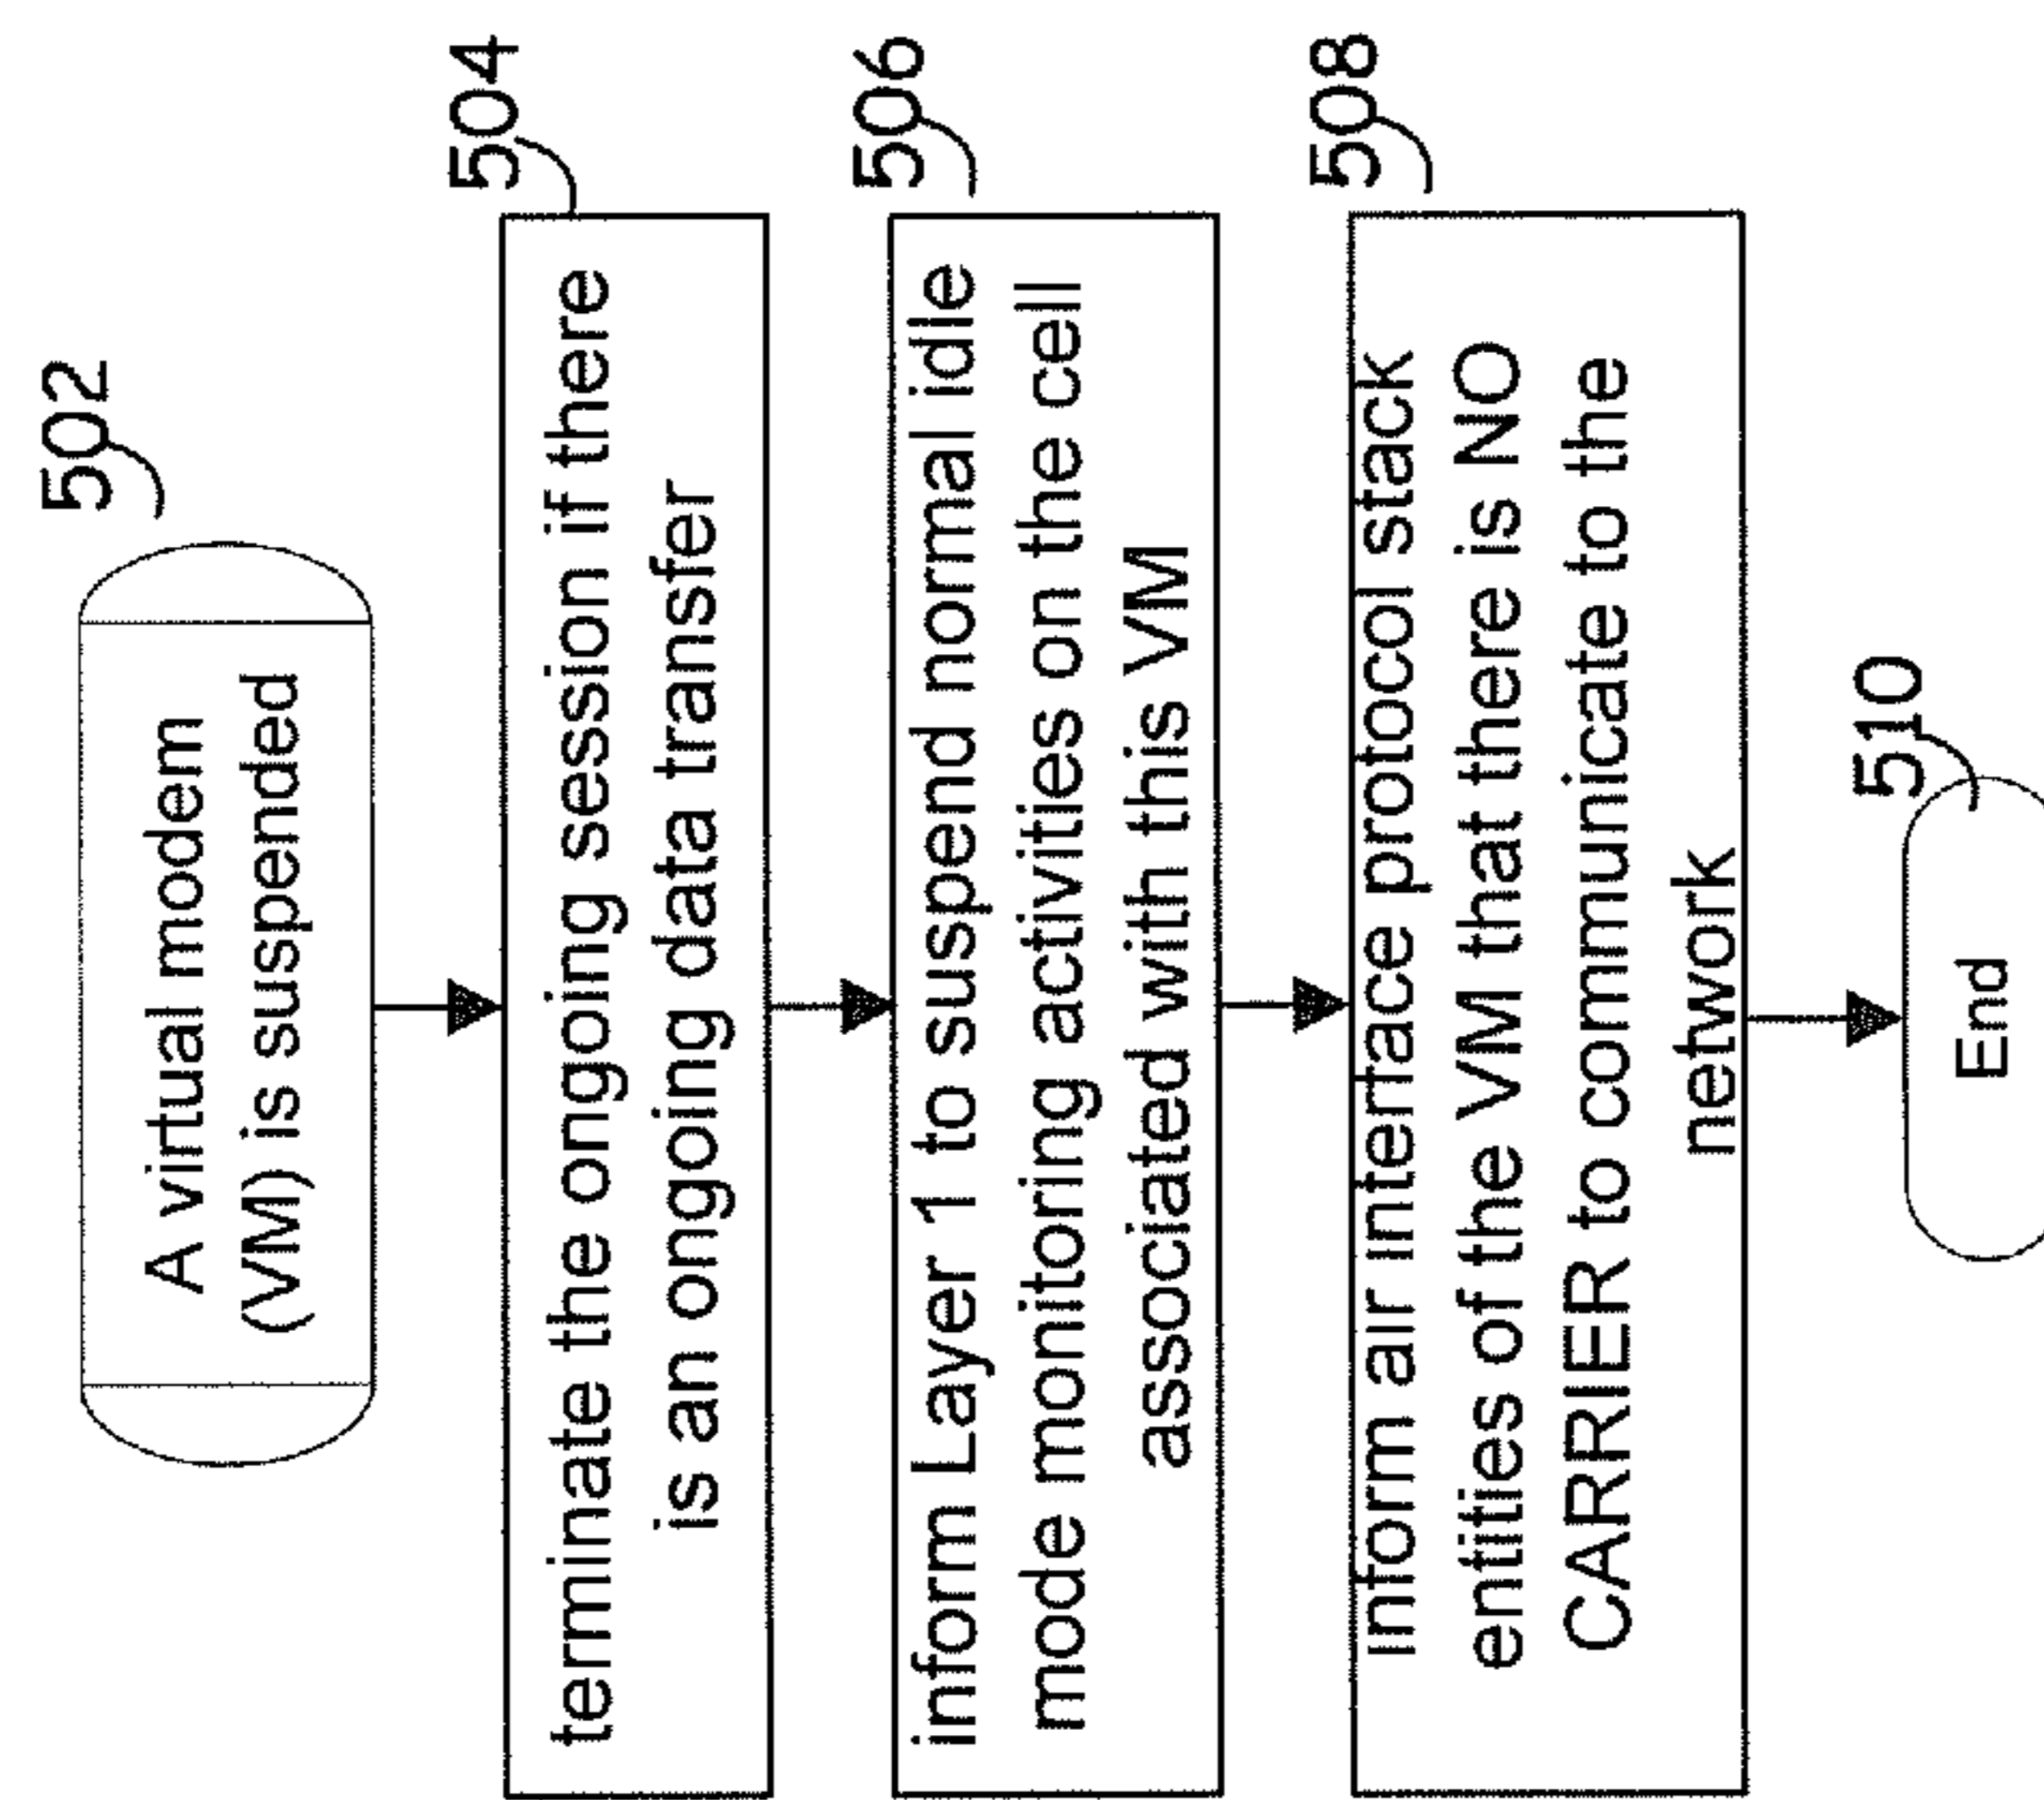 502
A virtual modem
(VM) is suspended
504
terminate the ongoing session if there
is an ongoing data transfer
506
inform Layer 1 to suspend normal idle
mode monitoring activities on the cell
associated with this VM
508
inform air interface protocol stack
entities of the VM that there is NO
CARRIER to communicate to the
network
510
End